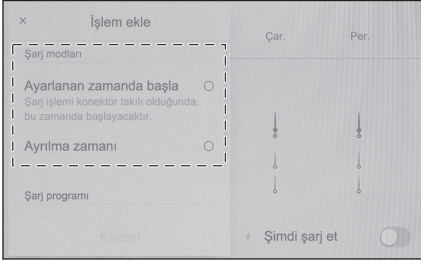 × İşlem ekle
Çar. Per.
Şarj modları
Ayarlanan zamanda başla
Şarj işlemi konektör takılı olduğunda,
bu zamanda başlayacaktır.
Ayrılma zamanı
Şarj programı
Kaydet
Şimdi şarj et